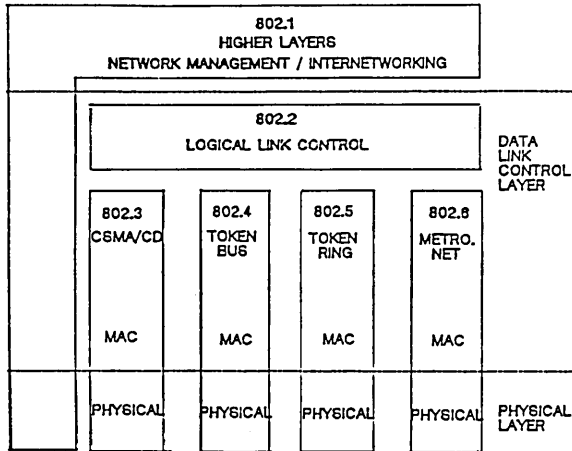 802.1
HIGHER LAYERS
NETWORK MANAGEMENT / INTERNETWORKING
802.2
LOGICAL LINK CONTROL
DATA
LINK
CONTROL
LAYER
802.3
CSMA/CD
MAC
802.4
TOKEN
BUS
MAC
802.5
TOKEN
RING
MAC
802.6
METRO.
NET
MAC
PHYSICAL
PHYSICAL
PHYSICAL
PHYSICAL
PHYSICAL
LAYER